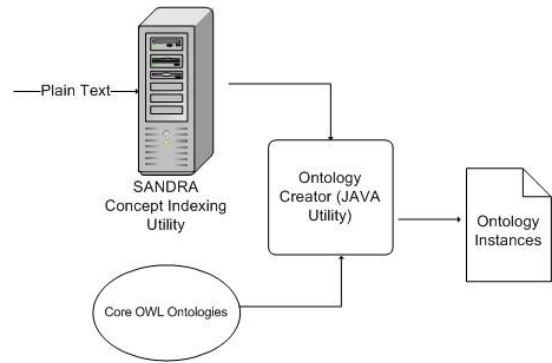 Plain Text
SANDRA
Concept Indexing
Utility
Ontology
Creator (JAVA
Utility)
Ontology
Instances
Core OWL Ontologies